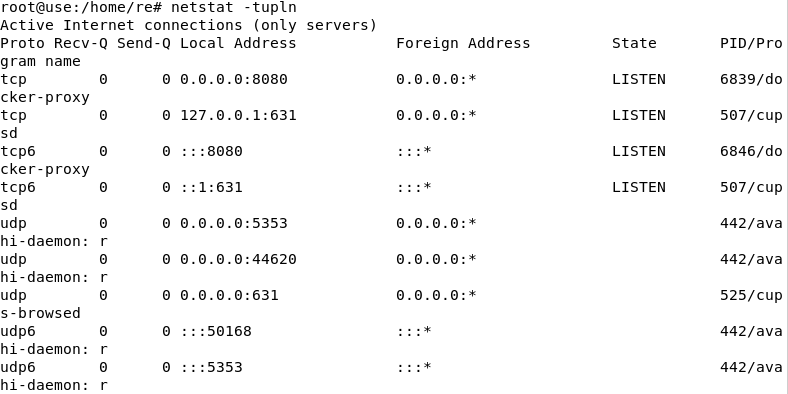 root@use:/home/re# netstat -tupln
Active Internet connections (only servers)
Proto Recv-Q Send-Q Local Address           Foreign Address         State       PID/Pro
gram name
tcp        0      0 0.0.0.0:8080            0.0.0.0:*               LISTEN      6839/do
cker-proxy
tcp        0      0 127.0.0.1:631           0.0.0.0:*               LISTEN      507/cup
sd
tcp6       0      0 :::8080                 :::*                    LISTEN      6846/do
cker-proxy
tcp6       0      0 ::1:631                 :::*                    LISTEN      507/cup
sd
udp        0      0 0.0.0.0:5353            0.0.0.0:*                           442/ava
hi-daemon: r
udp        0      0 0.0.0.0:44620           0.0.0.0:*                           442/ava
hi-daemon: r
udp        0      0 0.0.0.0:631             0.0.0.0:*                           525/cup
s-browsed
udp6       0      0 :::50168                :::*                                442/ava
hi-daemon: r
udp6       0      0 :::5353                 :::*                                442/ava
hi-daemon: r